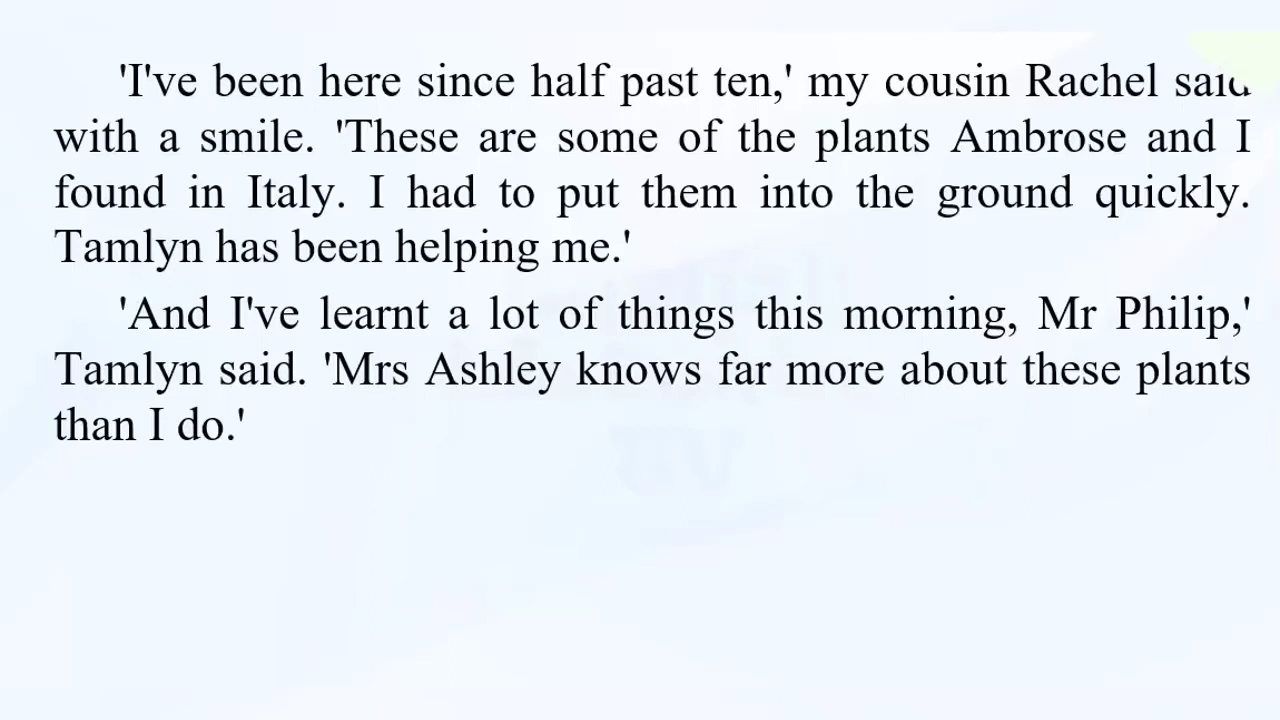 'I've been here since half past ten,' my cousin Rachel said
with a smile. 'These are some of the plants Ambrose and I
found in Italy. I had to put them into the ground quickly.
Tamlyn has been helping me.'
'And I've learnt a lot of things this morning, Mr Philip,'
Tamlyn said. 'Mrs Ashley knows far more about these plants
than I do.'